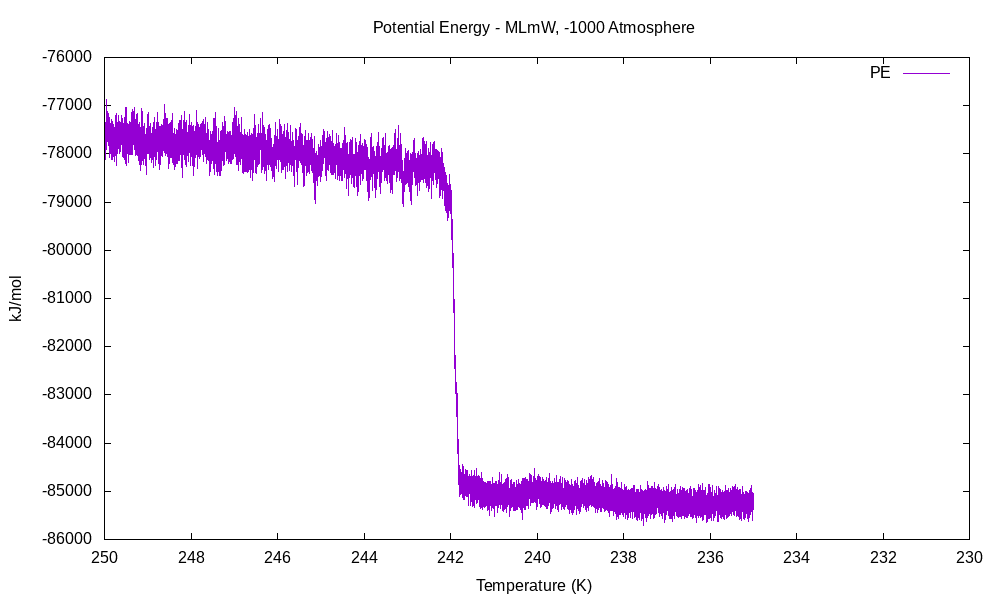 Potential Energy - MLmW, -1000 Atmosphere
PE
-76000
-77000
-78000
-79000
-80000
-81000
-82000
-83000
-84000
-85000
-86000
kJ/mol
250 248 246 244 242 240 238 236 234 232 230
Temperature (K)